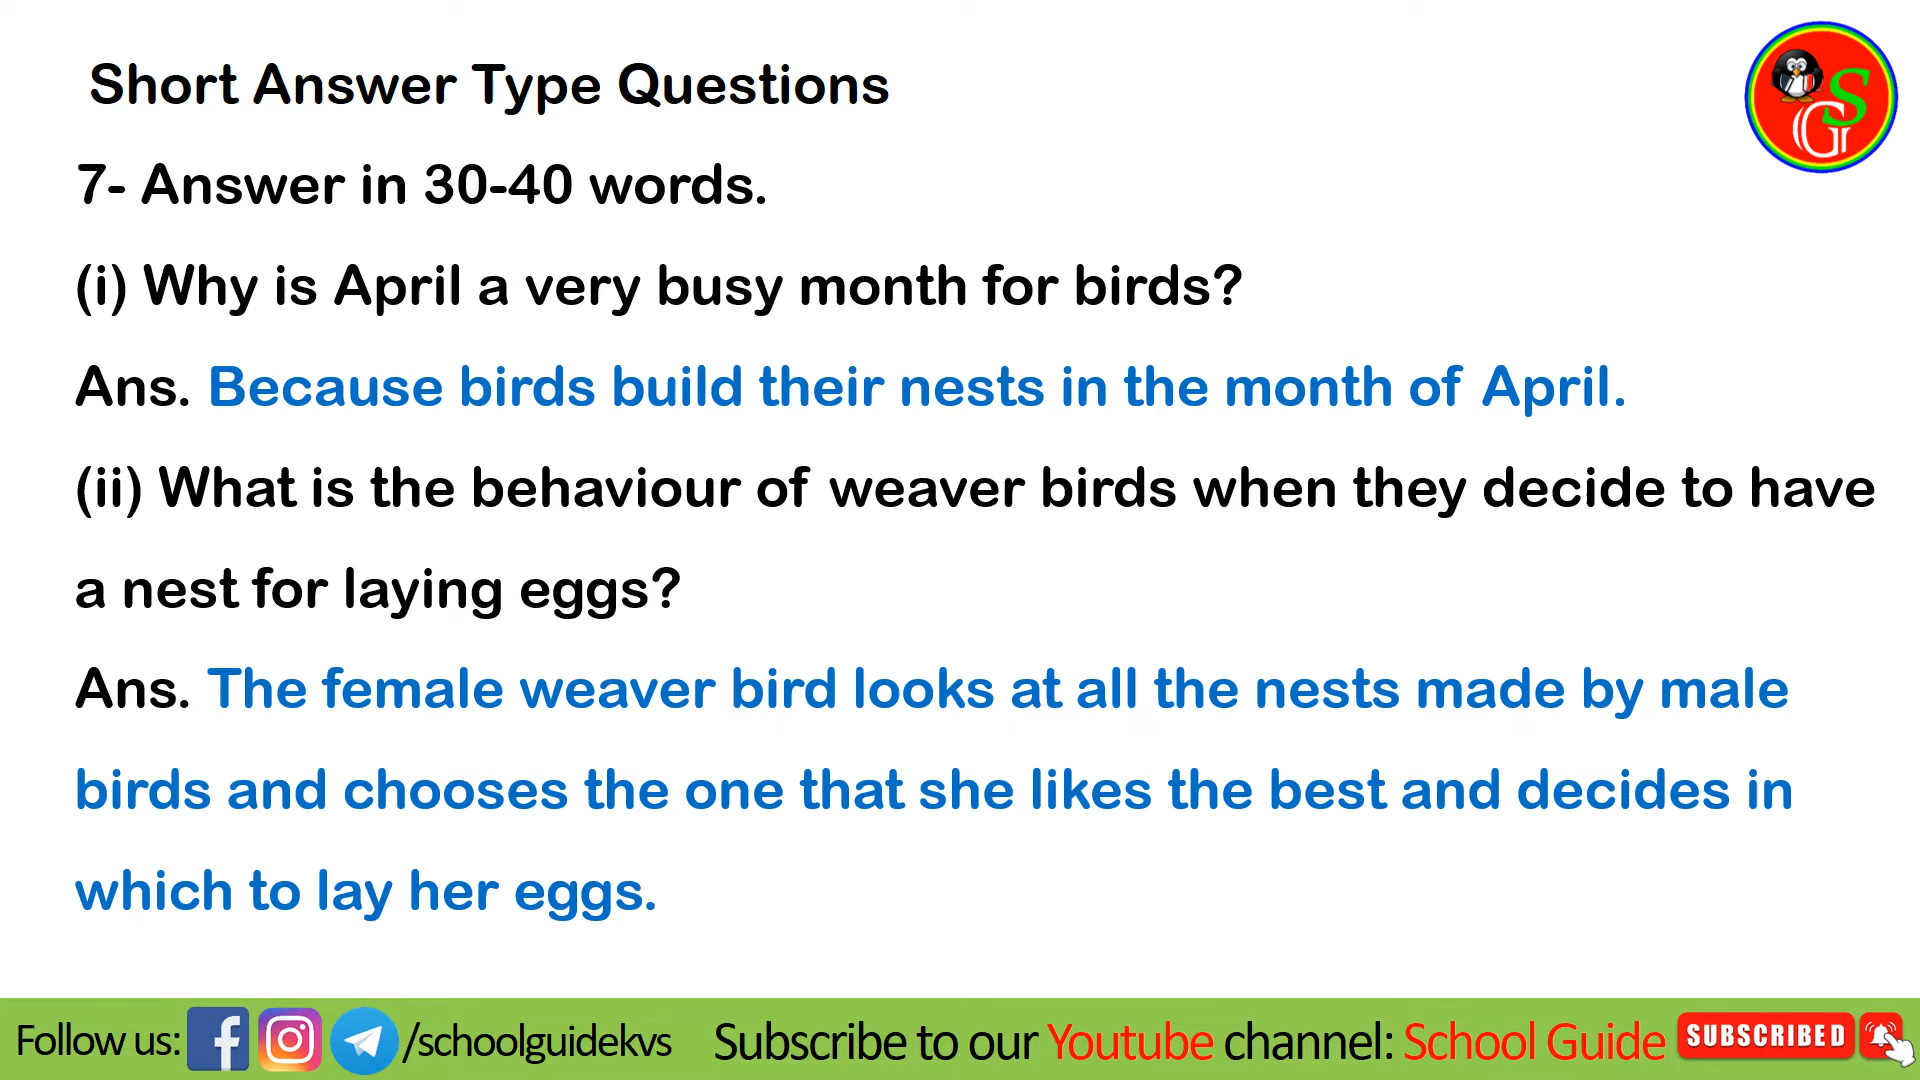 Short Answer Type Questions
7- Answer in 30-40 words.
(i) Why is April a very busy month for birds?
Ans. Because birds build their nests in the month of April.
(ii) What is the behaviour of weaver birds when they decide to have
a nest for laying eggs?
Ans. The female weaver bird looks at all the nests made by male
birds and chooses the one that she likes the best and decides in
which to lay her eggs.
SG
Follow us: /schoolguidekvs Subscribe to our Youtube channel: School Guide SUBSCRIBED